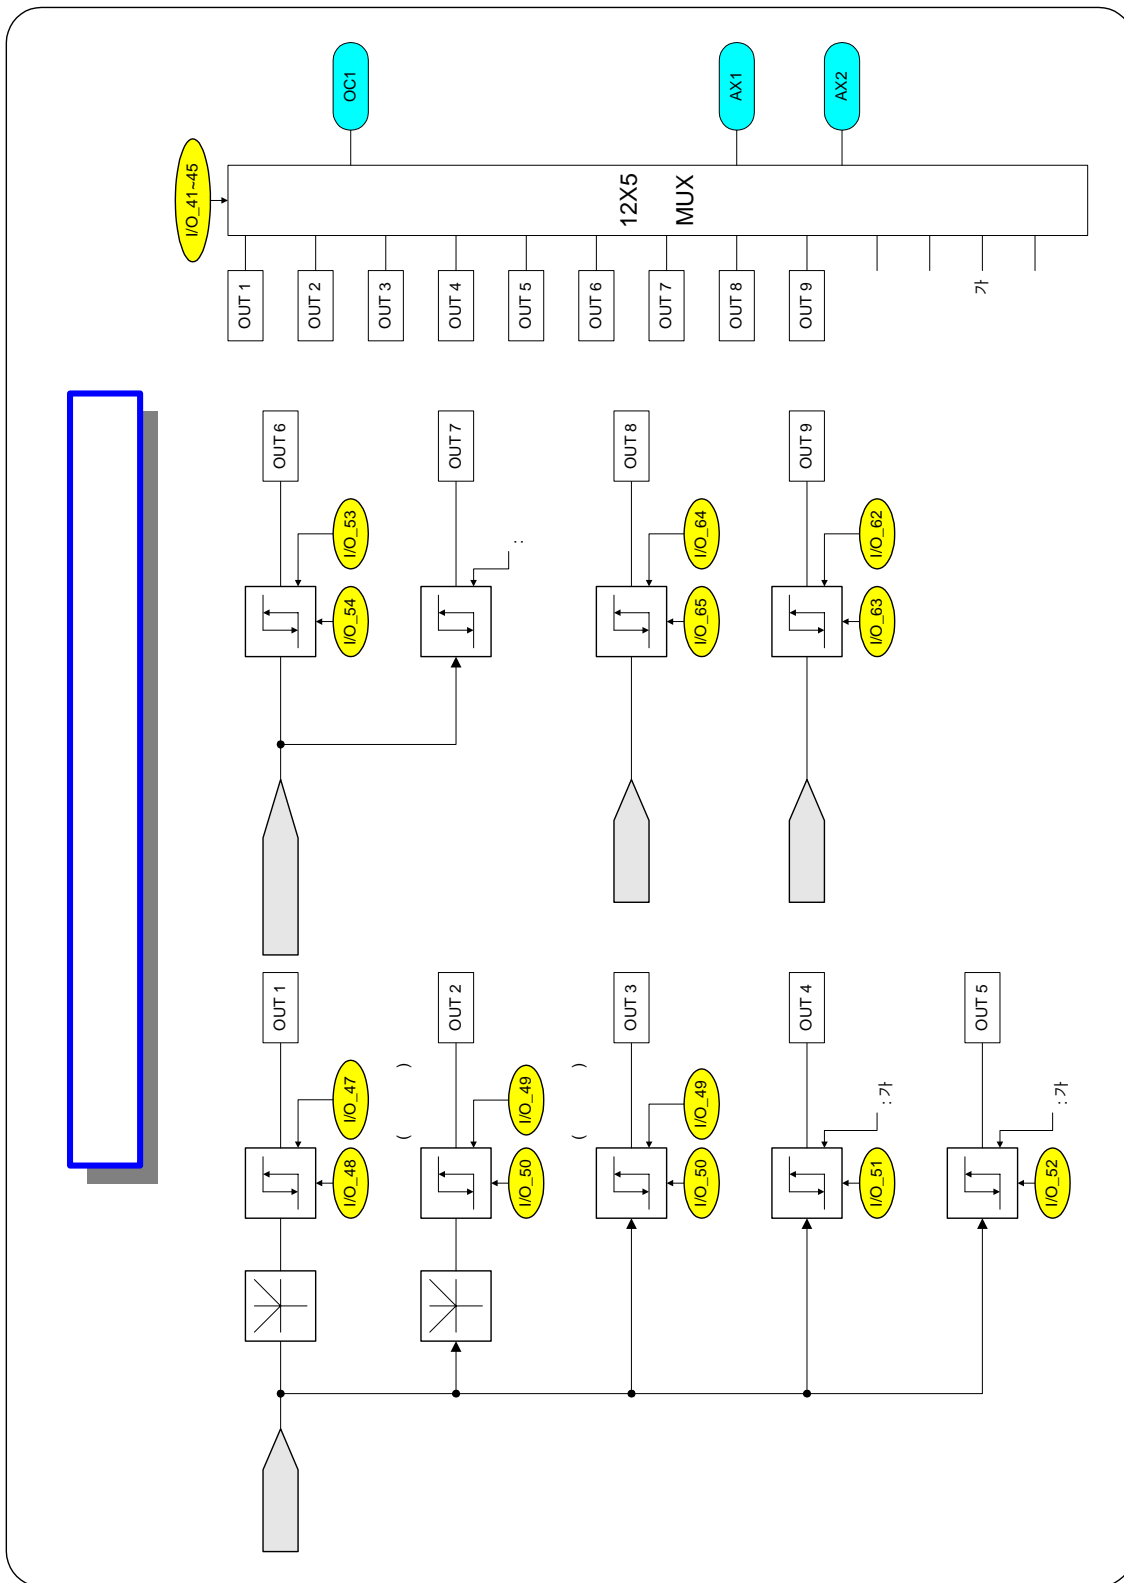 I/O_41~45
OC1
AX1
AX2
12X5
MUX
OUT 1
OUT 2
OUT 3
OUT 4
OUT 5
OUT 6
OUT 7
OUT 8
OUT 9
가
OUT 6
I/O_53
I/O_54
OUT 7
:
OUT 8
I/O_64
I/O_65
OUT 9
I/O_62
I/O_63
OUT 1
I/O_47
I/O_48
OUT 2
( )
I/O_49
I/O_50
OUT 3
( )
I/O_49
I/O_50
OUT 4
: 가
I/O_51
OUT 5
: 가
I/O_52